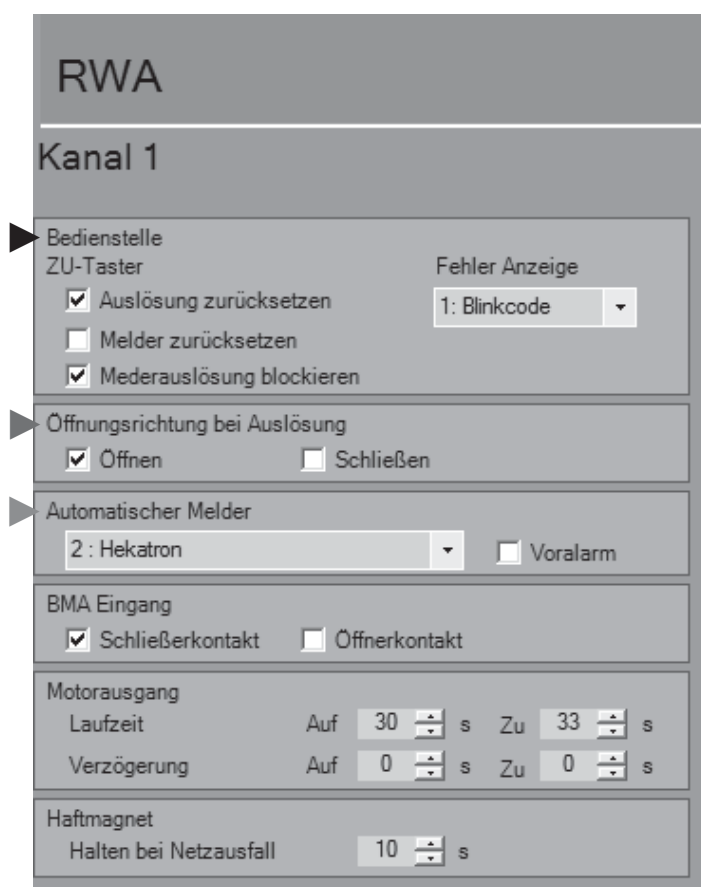 RWA
Kanal 1
Bedienstelle
ZU-Taster Fehler Anzeige
Auslösung zurücksetzen 1: Blinkcode
Melder zurücksetzen
Mederauslösung blockieren
Öffnungsrichtung bei Auslösung
Öffnen Schließen
Automatischer Melder
2 : Hekatron Voralarm
BMA Eingang
Schließerkontakt Öffnerkontakt
Motorausgang
Laufzeit Auf 30 s Zu 33 s
Verzögerung Auf 0 s Zu 0 s
Haftmagnet
Halten bei Netzausfall 10 s